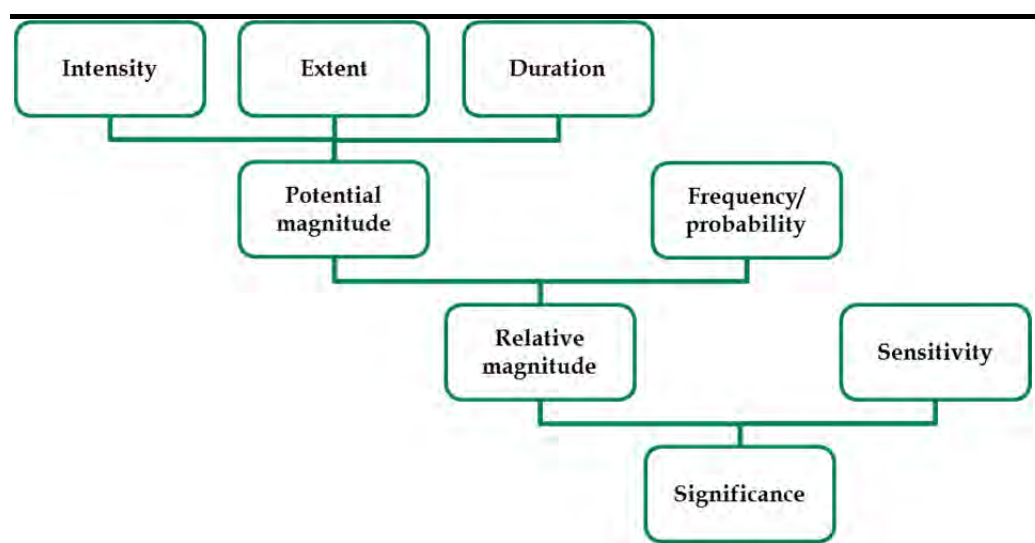 Intensity
Extent
Duration
Potential
magnitude
Frequency/
probability
Relative
magnitude
Sensitivity
Significance